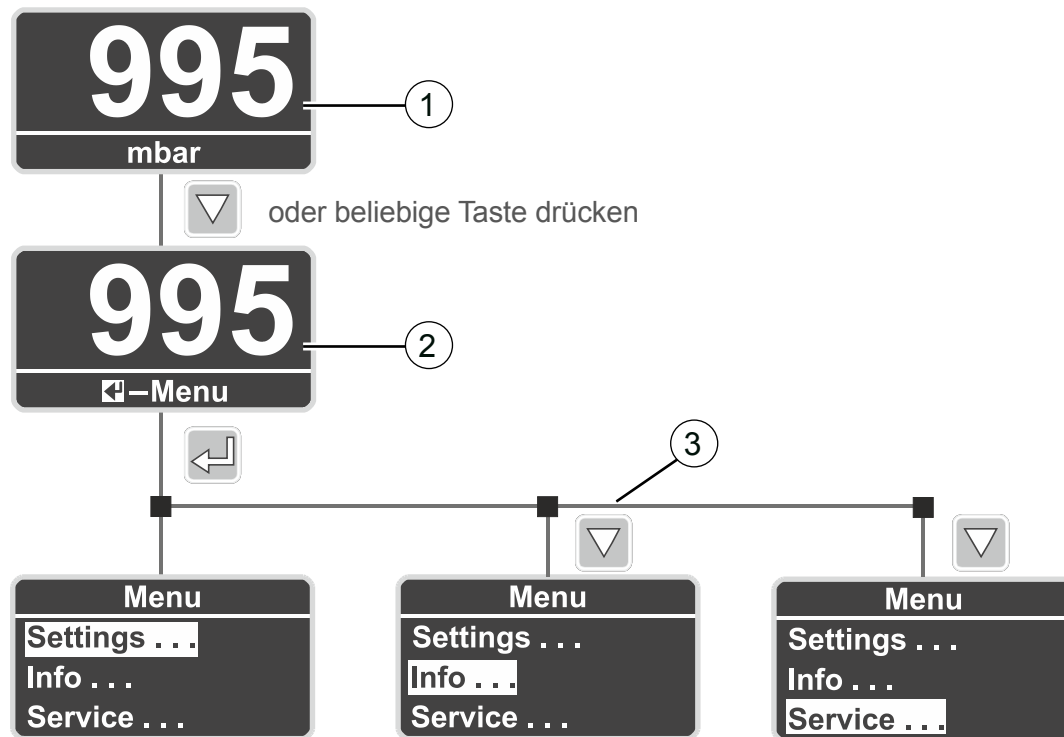 995
1
mbar
oder beliebige Taste drücken
995
2
–Menu
3
Menu
Settings . . .
Info . . .
Service . . .
Menu
Settings . . .
Info . . .
Service . . .
Menu
Settings . . .
Info . . .
Service . . .